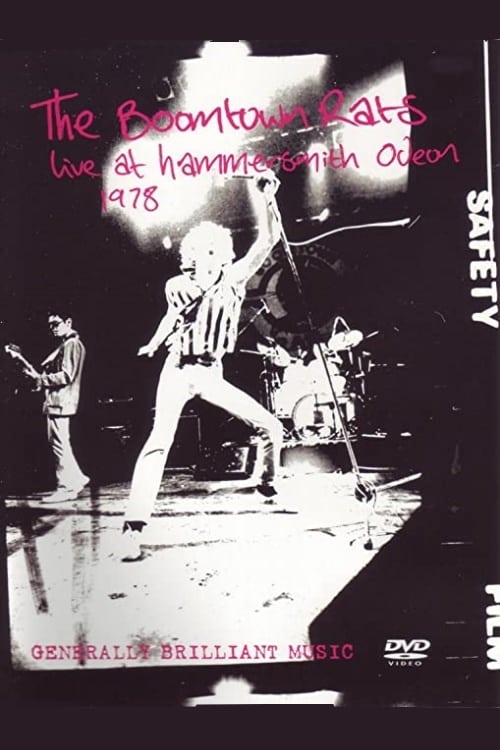 The Boomtown Rats
live at hammersmith Odeon
1978
SAFETY
FILM
GENERALLY BRILLIANT MUSIC
DVD
VIDEO